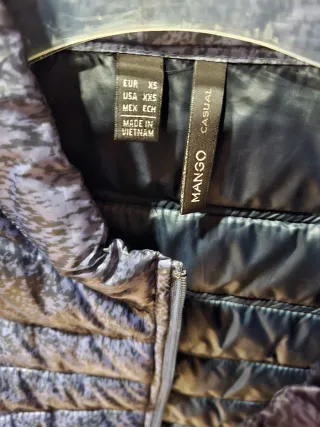 EUR XS
USA XXS
MEX ECH
MADE IN
VIETNAM
MANGO CASUAL